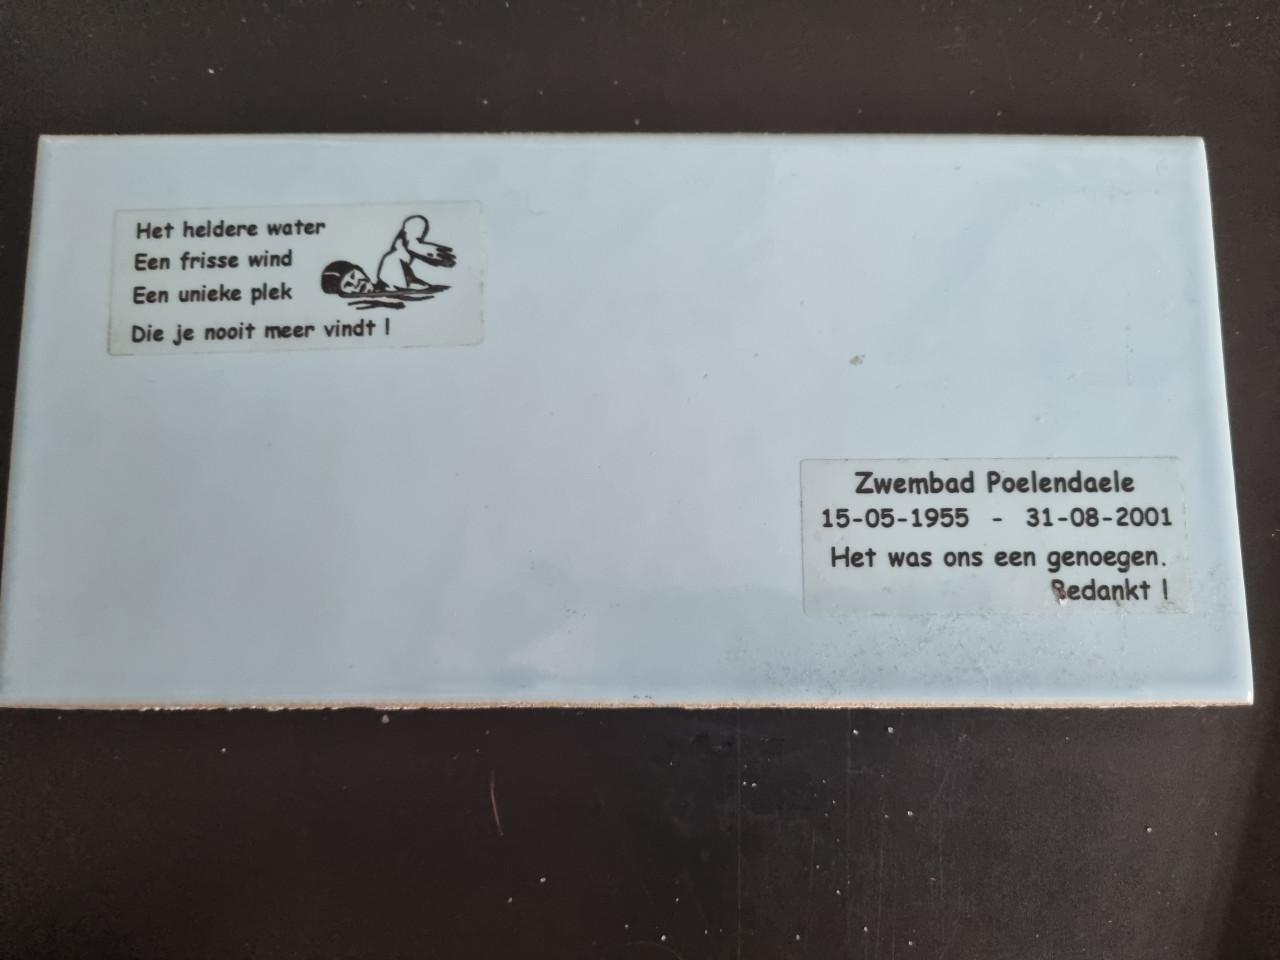 Het heldere water
Een frisse wind
Een unieke plek
Die je nooit meer vindt !
Zwembad Poelendaele
15-05-1955 - 31-08-2001
Het was ons een genoegen.
Bedankt !